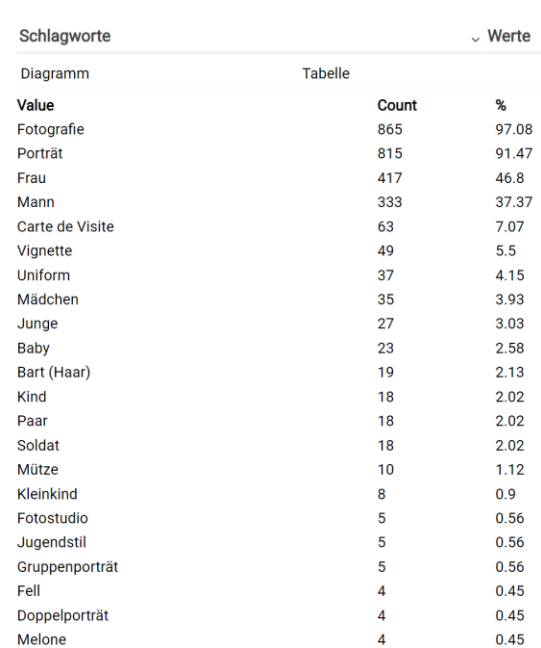 Schlagworte Werte
Diagramm Tabelle
Value Count %
Fotografie 865 97.08
Porträt 815 91.47
Frau 417 46.8
Mann 333 37.37
Carte de Visite 63 7.07
Vignette 49 5.5
Uniform 37 4.15
Mädchen 35 3.93
Junge 27 3.03
Baby 23 2.58
Bart (Haar) 19 2.13
Kind 18 2.02
Paar 18 2.02
Soldat 18 2.02
Mütze 10 1.12
Kleinkind 8 0.9
Fotostudio 5 0.56
Jugendstil 5 0.56
Gruppenporträt 5 0.56
Fell 4 0.45
Doppelporträt 4 0.45
Melone 4 0.45